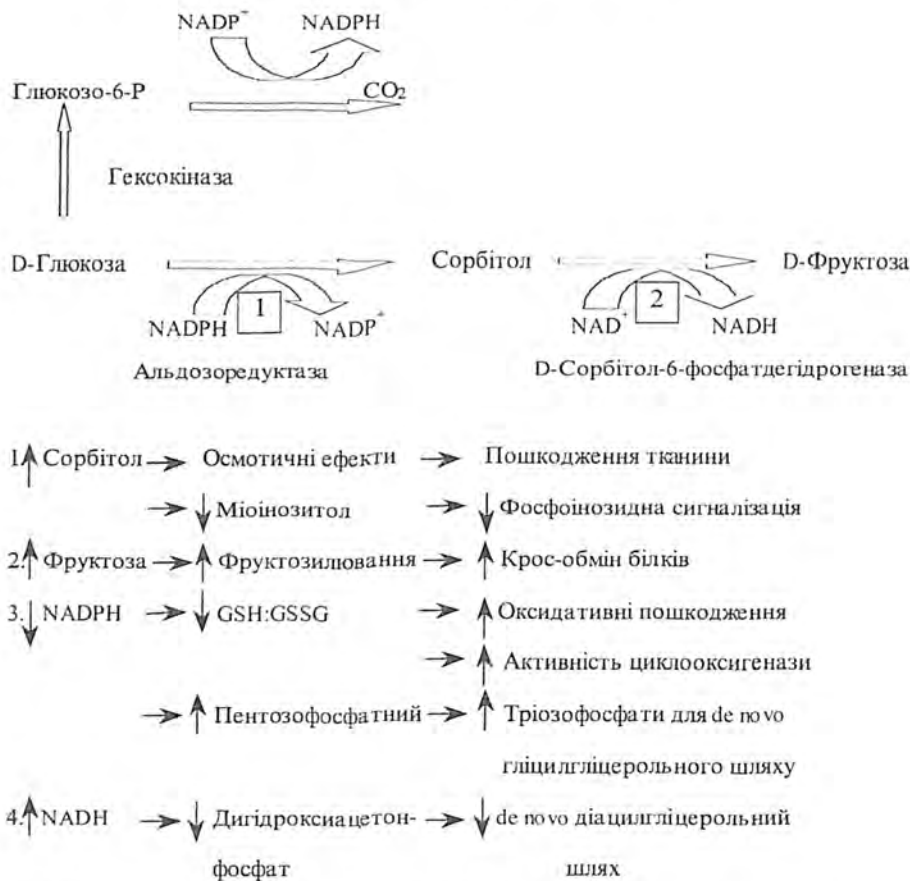 NADP⁺ NADPH
Глюкозо-6-Р CO₂
Гексокіназа
D-Глюкоза Сорбітол D-Фруктоза
1 2
NADPH NADP⁺ NAD⁺ NADH
Альдозоредуктаза D-Сорбітол-6-фосфатдегідрогеназа
1. ↑ Сорбітол → Осмотичні ефекти → Пошкодження тканини
→ ↓ Міоінозитол → ↓ Фосфоінозидна сигналізація
2. ↑ Фруктоза → ↑ Фруктозилювання → ↑ Крос-обмін білків
3. ↓ NADPH → ↓ GSH:GSSG → ↑ Оксидативні пошкодження
→ ↑ Активність циклооксигенази
→ ↑ Пентозофосфатний → ↑ Тріозофосфати для de novo
гліцилгліцерольного шляху
4. ↑ NADH → ↓ Дигідроксиацетон- → ↓ de novo діацилгліцерольний
фосфат шлях